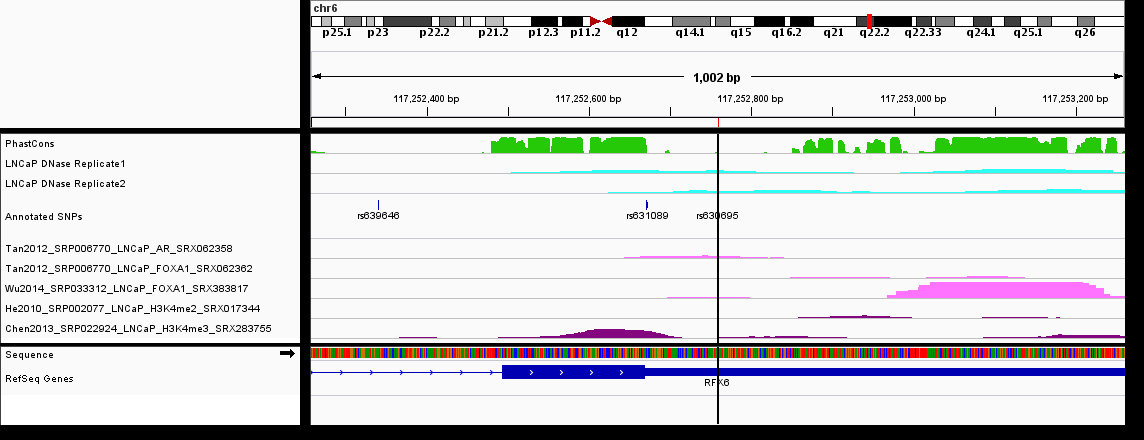 chr6
p25.1 p23 p22.2 p21.2 p12.3 p11.2 q12 q14.1 q15 q16.2 q21 q22.2 q22.33 q24.1 q25.1 q26
1,002 bp
117,252,400 bp 117,252,600 bp 117,252,800 bp 117,253,000 bp 117,253,200 bp
PhastCons
LNCaP DNase Replicate1
LNCaP DNase Replicate2
Annotated SNPs
rs639646 rs631089 rs630695
Tan2012_SRP006770_LNCaP_AR_SRX062358
Tan2012_SRP006770_LNCaP_FOXA1_SRX062362
Wu2014_SRP033312_LNCaP_FOXA1_SRX383817
He2010_SRP002077_LNCaP_H3K4me2_SRX017344
Chen2013_SRP022924_LNCaP_H3K4me3_SRX283755
Sequence
RefSeq Genes
RFX6